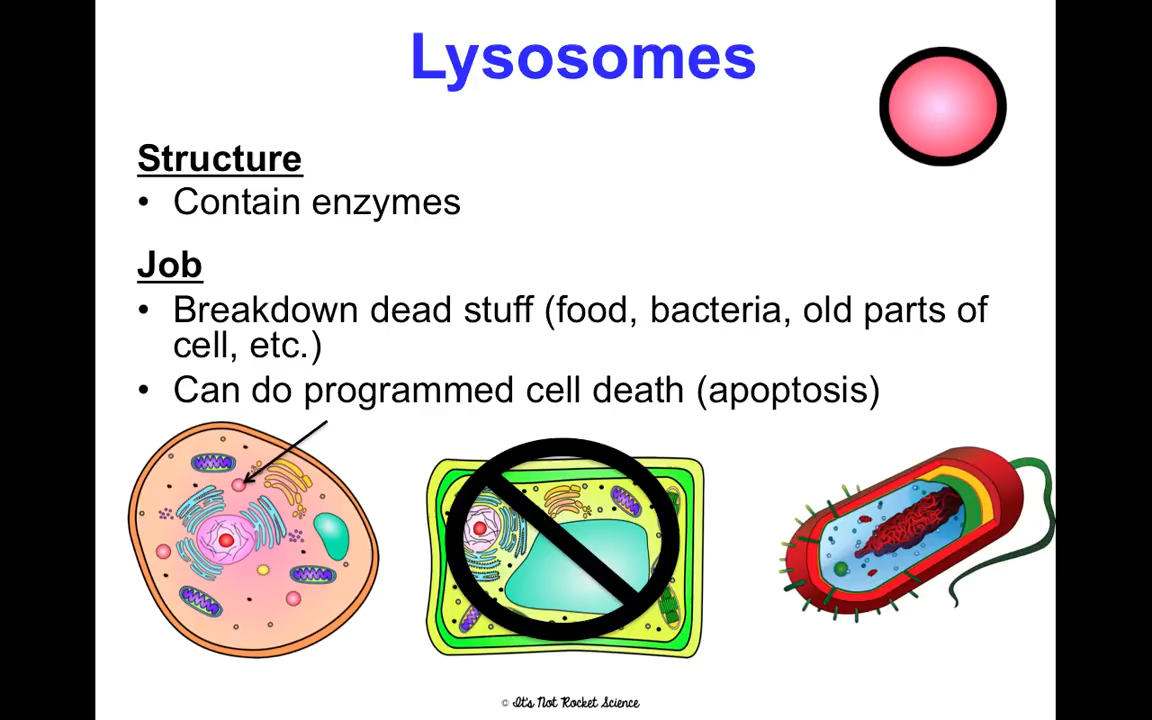 Lysosomes
Structure
• Contain enzymes
Job
• Breakdown dead stuff (food, bacteria, old parts of
cell, etc.)
• Can do programmed cell death (apoptosis)
© It's Not Rocket Science